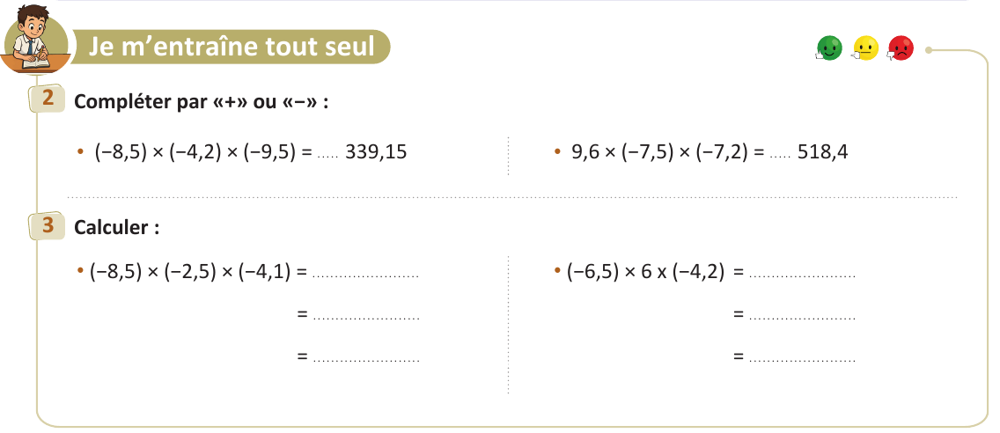 Je m’entraîne tout seul
2 Compléter par «+» ou «−» :
• (−8,5) × (−4,2) × (−9,5) = ..... 339,15
• 9,6 × (−7,5) × (−7,2) = ..... 518,4
3 Calculer :
• (−8,5) × (−2,5) × (−4,1) = ........................
= ........................
= ........................
• (−6,5) × 6 x (−4,2) = ........................
= ........................
= ........................